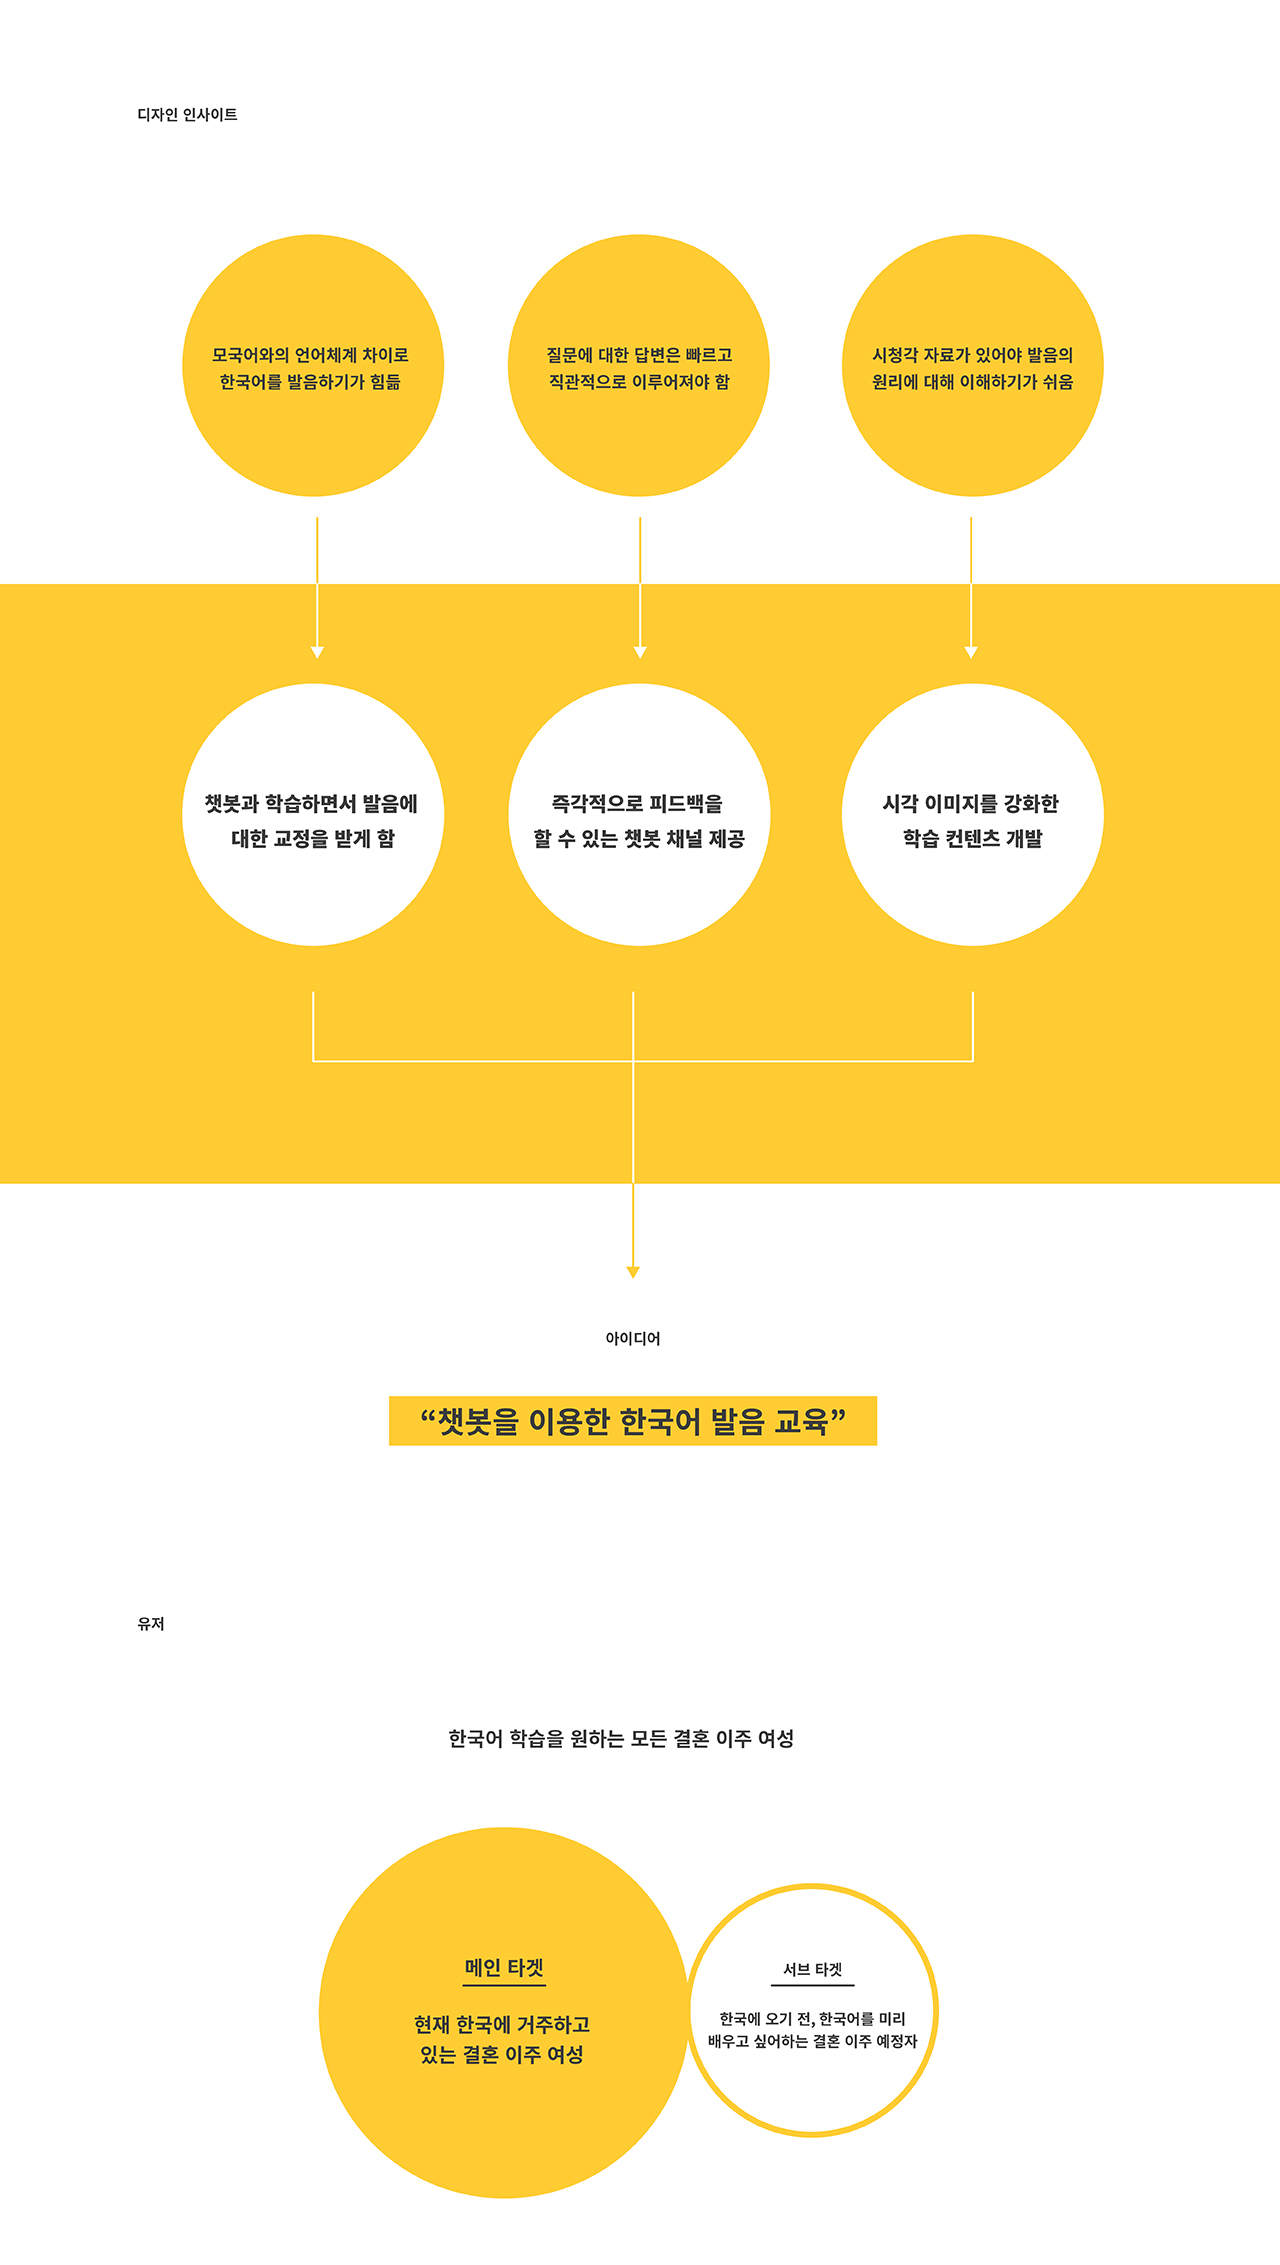 디자인 인사이트
모국어와의 언어체계 차이로
한국어를 발음하기가 힘듦
질문에 대한 답변은 빠르고
직관적으로 이루어져야 함
시청각 자료가 있어야 발음의
원리에 대해 이해하기가 쉬움
챗봇과 학습하면서 발음에
대한 교정을 받게 함
즉각적으로 피드백을
할 수 있는 챗봇 채널 제공
시각 이미지를 강화한
학습 컨텐츠 개발
아이디어
“챗봇을 이용한 한국어 발음 교육”
유저
한국어 학습을 원하는 모든 결혼 이주 여성
메인 타겟
현재 한국에 거주하고
있는 결혼 이주 여성
서브 타겟
한국에 오기 전, 한국어를 미리
배우고 싶어하는 결혼 이주 예정자